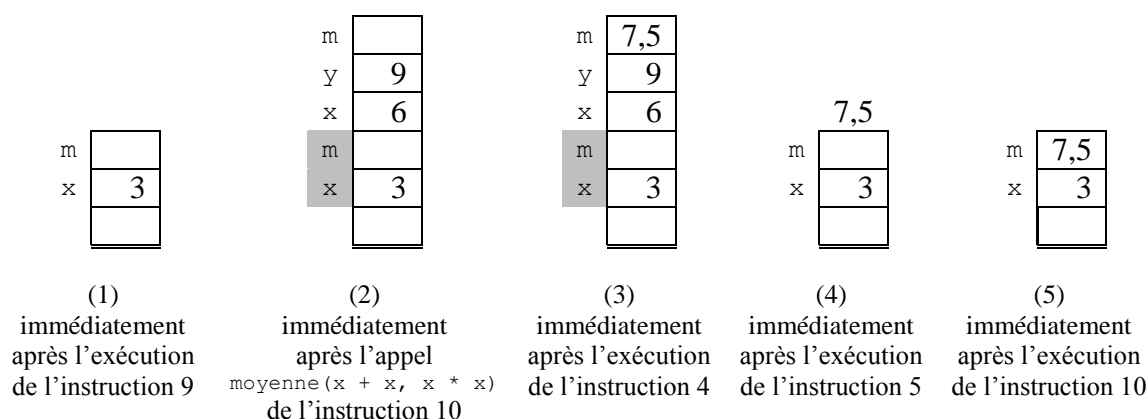 m
x 3
(1)
immédiatement
après l’exécution
de l’instruction 9
m
y 9
x 6
m
x 3
(2)
immédiatement
après l’appel
moyenne(x + x, x * x)
de l’instruction 10
m 7,5
y 9
x 6
m
x 3
(3)
immédiatement
après l’exécution
de l’instruction 4
7,5
m
x 3
(4)
immédiatement
après l’exécution
de l’instruction 5
m 7,5
x 3
(5)
immédiatement
après l’exécution
de l’instruction 10